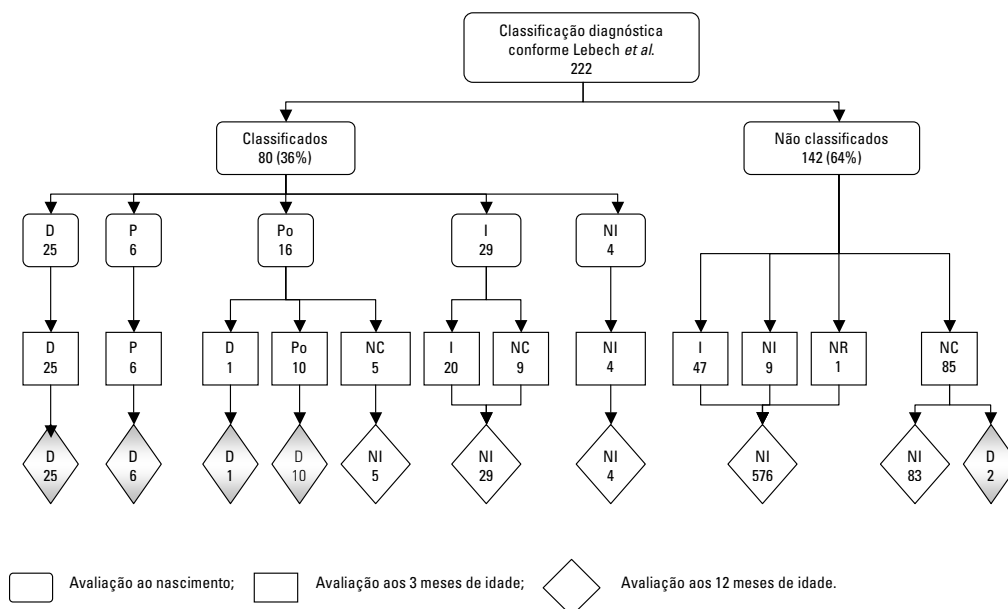 Classificação diagnóstica
conforme Lebech et al.
222
Classificados
80 (36%)
Não classificados
142 (64%)
D
25
P
6
Po
16
I
29
NI
4
D
25
P
6
D
1
Po
10
NC
5
I
20
NC
9
NI
4
I
47
NI
9
NR
1
NC
85
D
25
D
6
D
1
D
10
NI
5
NI
29
NI
4
NI
576
NI
83
D
2
Avaliação ao nascimento;
Avaliação aos 3 meses de idade;
Avaliação aos 12 meses de idade.